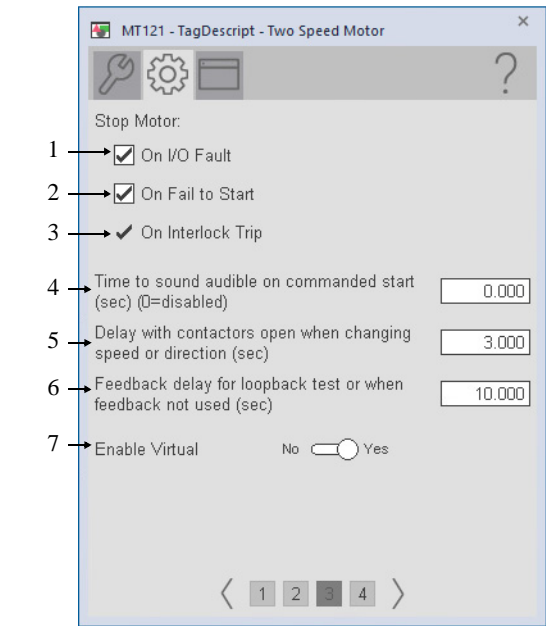 MT121 - TagDescript - Two Speed Motor
×
?
Stop Motor:
1 On I/O Fault
2 On Fail to Start
3 On Interlock Trip
4 Time to sound audible on commanded start
(sec) (0=disabled) 0.000
5 Delay with contactors open when changing
speed or direction (sec) 3.000
6 Feedback delay for loopback test or when
feedback not used (sec) 10.000
7 Enable Virtual No Yes
1 2 3 4